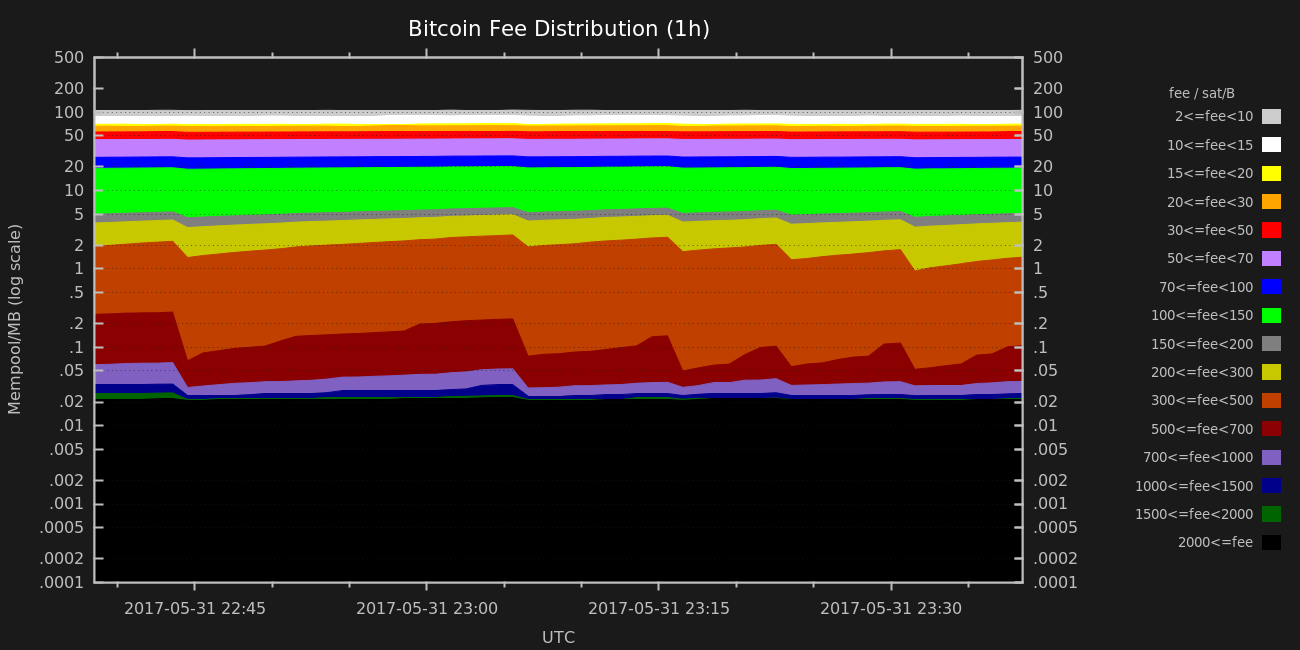 Bitcoin Fee Distribution (1h)
Mempool/MB (log scale)
500
200
100
50
20
10
5
2
1
.5
.2
.1
.05
.02
.01
.005
.002
.001
.0005
.0002
.0001
500
200
100
50
20
10
5
2
1
.5
.2
.1
.05
.02
.01
.005
.002
.001
.0005
.0002
.0001
2017-05-31 22:45
2017-05-31 23:00
2017-05-31 23:15
2017-05-31 23:30
UTC
fee / sat/B
2<=fee<10
10<=fee<15
15<=fee<20
20<=fee<30
30<=fee<50
50<=fee<70
70<=fee<100
100<=fee<150
150<=fee<200
200<=fee<300
300<=fee<500
500<=fee<700
700<=fee<1000
1000<=fee<1500
1500<=fee<2000
2000<=fee